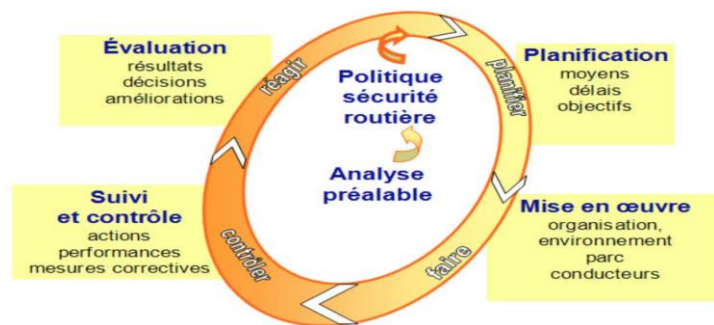 Évaluation
résultats
décisions
améliorations
réagir
Politique
sécurité
routière
Analyse
préalable
planifier
Planification
moyens
délais
objectifs
Suivi
et contrôle
actions
performances
mesures correctives
contrôler
faire
Mise en œuvre
organisation,
environnement
parc
conducteurs